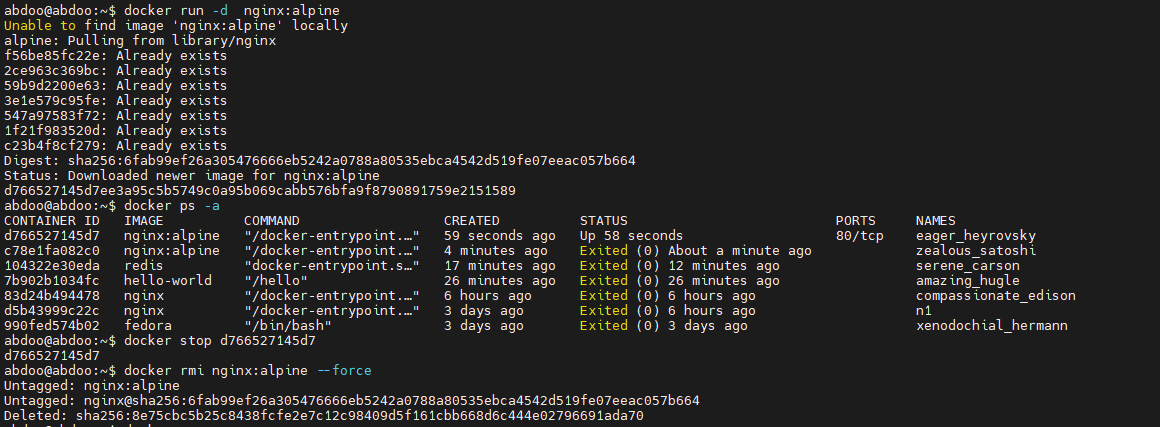 abdoo@abdoo:~$ docker run -d  nginx:alpine
Unable to find image 'nginx:alpine' locally
alpine: Pulling from library/nginx
f56be85fc22e: Already exists
2ce963c369bc: Already exists
59b9d2200e63: Already exists
3e1e579c95fe: Already exists
547a97583f72: Already exists
1f21f983520d: Already exists
c23b4f8cf279: Already exists
Digest: sha256:6fab99ef26a305476666eb5242a0788a80535ebca4542d519fe07eeac057b664
Status: Downloaded newer image for nginx:alpine
d766527145d7ee3a95c5b5749c0a95b069cabb576bfa9f8790891759e2151589
abdoo@abdoo:~$ docker ps -a
CONTAINER ID   IMAGE          COMMAND                  CREATED          STATUS                          PORTS     NAMES
d766527145d7   nginx:alpine   "/docker-entrypoint.…"   59 seconds ago   Up 58 seconds                   80/tcp    eager_heyrovsky
c78e1fa082c0   nginx:alpine   "/docker-entrypoint.…"   4 minutes ago    Exited (0) About a minute ago             zealous_satoshi
104322e30eda   redis          "docker-entrypoint.s…"   17 minutes ago   Exited (0) 12 minutes ago                 serene_carson
7b902b1034fc   hello-world    "/hello"                 26 minutes ago   Exited (0) 26 minutes ago                 amazing_hugle
83d24b494478   nginx          "/docker-entrypoint.…"   6 hours ago      Exited (0) 6 hours ago                    compassionate_edison
d5b43999c22c   nginx          "/docker-entrypoint.…"   3 days ago       Exited (0) 6 hours ago                    n1
990fed574b02   fedora         "/bin/bash"              3 days ago       Exited (0) 3 days ago                     xenodochial_hermann
abdoo@abdoo:~$ docker stop d766527145d7
d766527145d7
abdoo@abdoo:~$ docker rmi nginx:alpine --force
Untagged: nginx:alpine
Untagged: nginx@sha256:6fab99ef26a305476666eb5242a0788a80535ebca4542d519fe07eeac057b664
Deleted: sha256:8e75cbc5b25c8438fcfe2e7c12c98409d5f161cbb668d6c444e02796691ada70